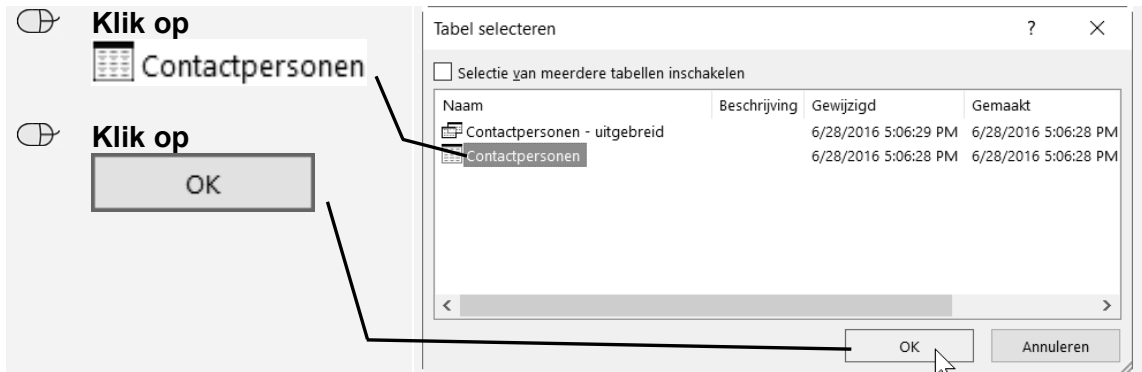 Klik op
Contactpersonen
Klik op
OK
Tabel selecteren ? ×
Selectie van meerdere tabellen inschakelen
Naam Beschrijving Gewijzigd Gemaakt
Contactpersonen - uitgebreid 6/28/2016 5:06:29 PM 6/28/2016 5:06:28 PM
Contactpersonen 6/28/2016 5:06:28 PM 6/28/2016 5:06:28 PM
OK Annuleren